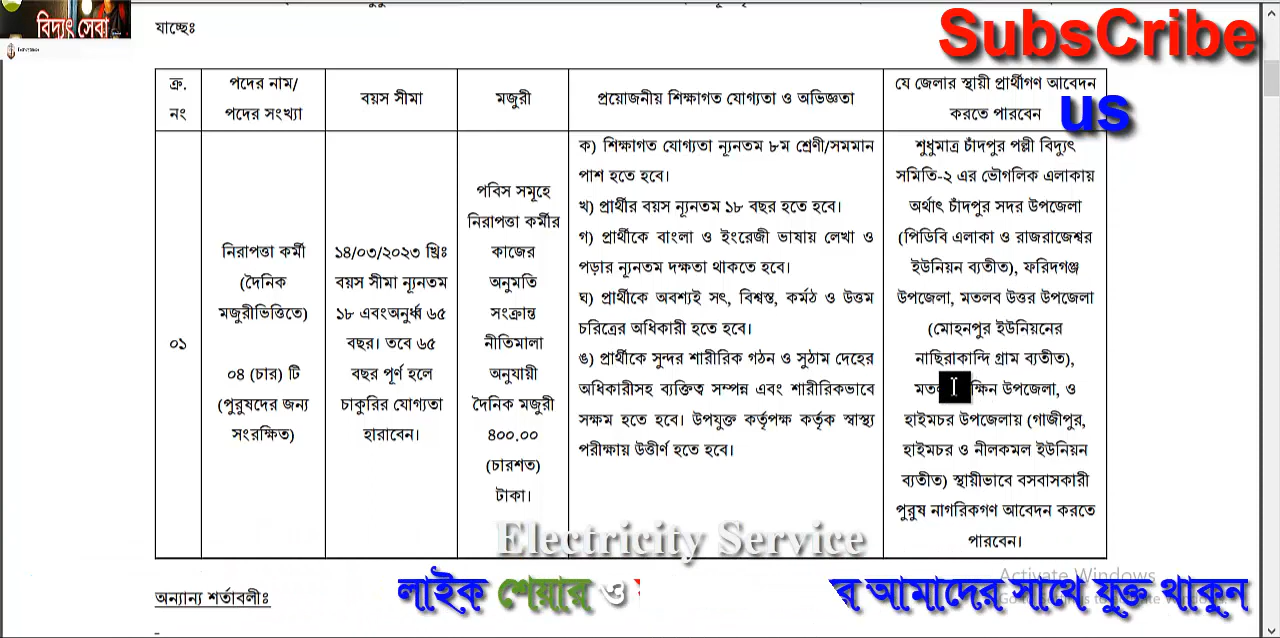 বিদ্যুৎ সেবা
SubsCribe
us
যাচ্ছেঃ
ক্র. নং
পদের নাম/
পদের সংখ্যা
বয়স সীমা
মজুরী
প্রয়োজনীয় শিক্ষাগত যোগ্যতা ও অভিজ্ঞতা
যে জেলার স্থায়ী প্রার্থীগণ আবেদন
করতে পারবেন
০১
নিরাপত্তা কর্মী
(দৈনিক
মজুরীভিত্তিতে)
০৪ (চার) টি
(পুরুষদের জন্য
সংরক্ষিত)
১৪/০৩/২০২৩ খ্রিঃ
বয়স সীমা ন্যূনতম
১৮ এবংঅনুর্ধ্ব ৬৫
বছর। তবে ৬৫
বছর পূর্ণ হলে
চাকুরির যোগ্যতা
হারাবেন।
পবিস সমূহে
নিরাপত্তা কর্মীর
কাজের
অনুমতি
সংক্রান্ত
নীতিমালা
অনুযায়ী
দৈনিক মজুরী
৪০০.০০
(চারশত)
টাকা।
ক) শিক্ষাগত যোগ্যতা ন্যূনতম ৮ম শ্রেণী/সমমান
পাশ হতে হবে।
খ) প্রার্থীর বয়স ন্যূনতম ১৮ বছর হতে হবে।
গ) প্রার্থীকে বাংলা ও ইংরেজী ভাষায় লেখা ও
পড়ার ন্যূনতম দক্ষতা থাকতে হবে।
ঘ) প্রার্থীকে অবশ্যই সৎ, বিশ্বস্ত, কর্মঠ ও উত্তম
চরিত্রের অধিকারী হতে হবে।
ঙ) প্রার্থীকে সুন্দর শারীরিক গঠন ও সুঠাম দেহের
অধিকারীসহ ব্যক্তিত্ব সম্পন্ন এবং শারীরিকভাবে
সক্ষম হতে হবে। উপযুক্ত কর্তৃপক্ষ কর্তৃক স্বাস্থ্য
পরীক্ষায় উত্তীর্ণ হতে হবে।
শুধুমাত্র চাঁদপুর পল্লী বিদ্যুৎ
সমিতি-২ এর ভৌগলিক এলাকায়
অর্থাৎ চাঁদপুর সদর উপজেলা
(পিডিবি এলাকা ও রাজরাজেশ্বর
ইউনিয়ন ব্যতীত), ফরিদগঞ্জ
উপজেলা, মতলব উত্তর উপজেলা
(মোহনপুর ইউনিয়নের
নাছিরাকান্দি গ্রাম ব্যতীত),
উপজেলা, ও
হাইমচর উপজেলায় (গাজীপুর,
হাইমচর ও নীলকমল ইউনিয়ন
ব্যতীত) স্থায়ীভাবে বসবাসকারী
পুরুষ নাগরিকগণ আবেদন করতে
পারবেন।
Electricity Service
অন্যান্য শর্তাবলীঃ
লাইক শেয়ার ও
র আমাদের সাথে যুক্ত থাকুন
Activate Windows